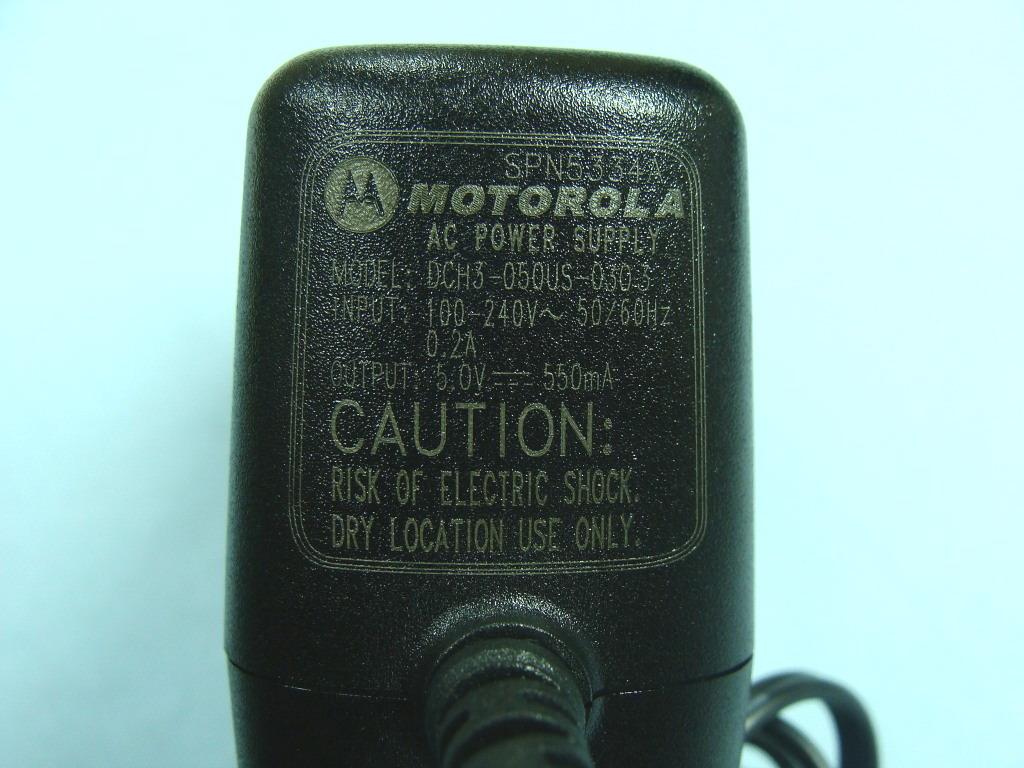 SPN5334A
MOTOROLA
AC POWER SUPPLY
MODEL: DCH3-050US-0303
INPUT: 100-240V~ 50/60Hz
0.2A
OUTPUT: 5.0V⎓ 550mA
CAUTION:
RISK OF ELECTRIC SHOCK.
DRY LOCATION USE ONLY.